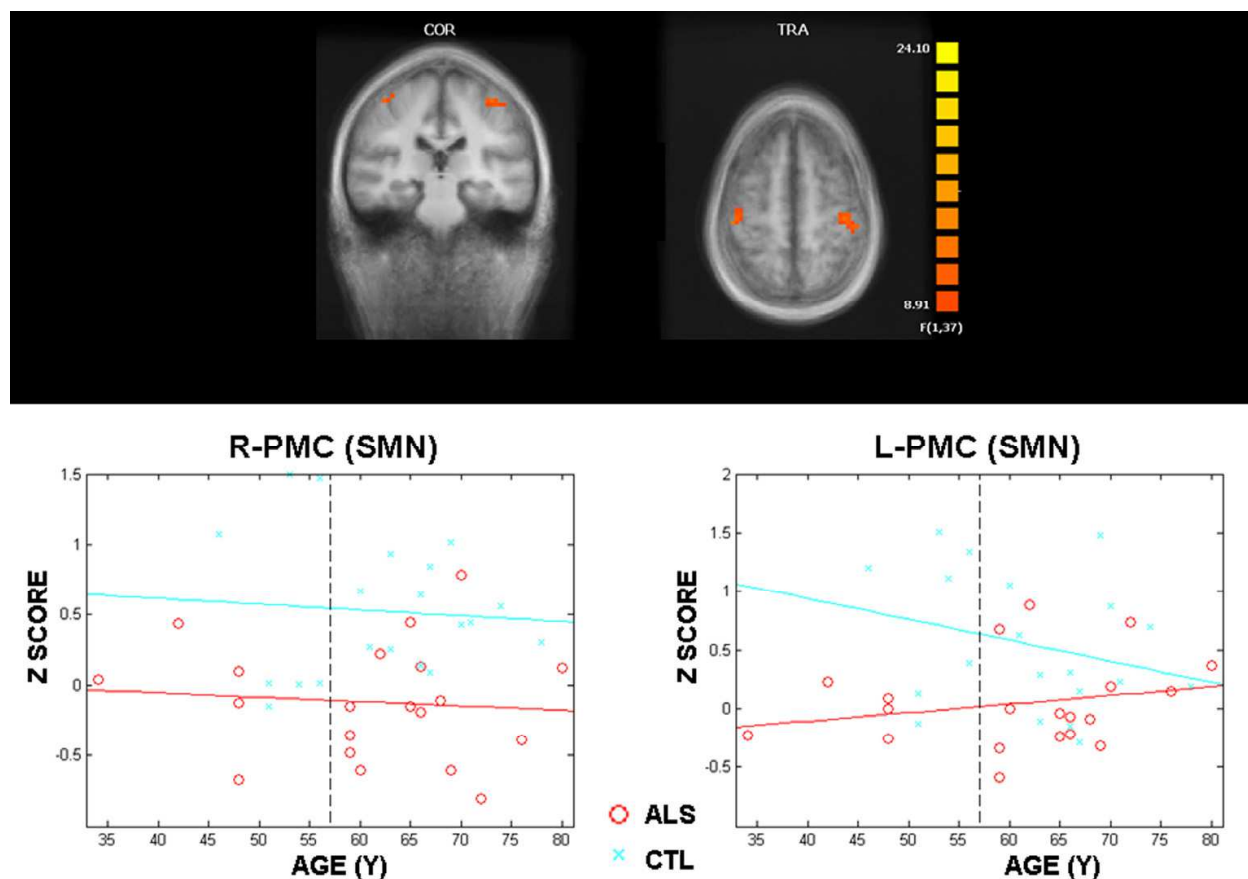 COR
TRA
24.10
8.91
F(1,37)
R-PMC (SMN)
1.5
1
0.5
0
-0.5
Z SCORE
35 40 45 50 55 60 65 70 75 80
AGE (Y)
L-PMC (SMN)
2
1.5
1
0.5
0
-0.5
Z SCORE
35 40 45 50 55 60 65 70 75 80
AGE (Y)
ALS
CTL